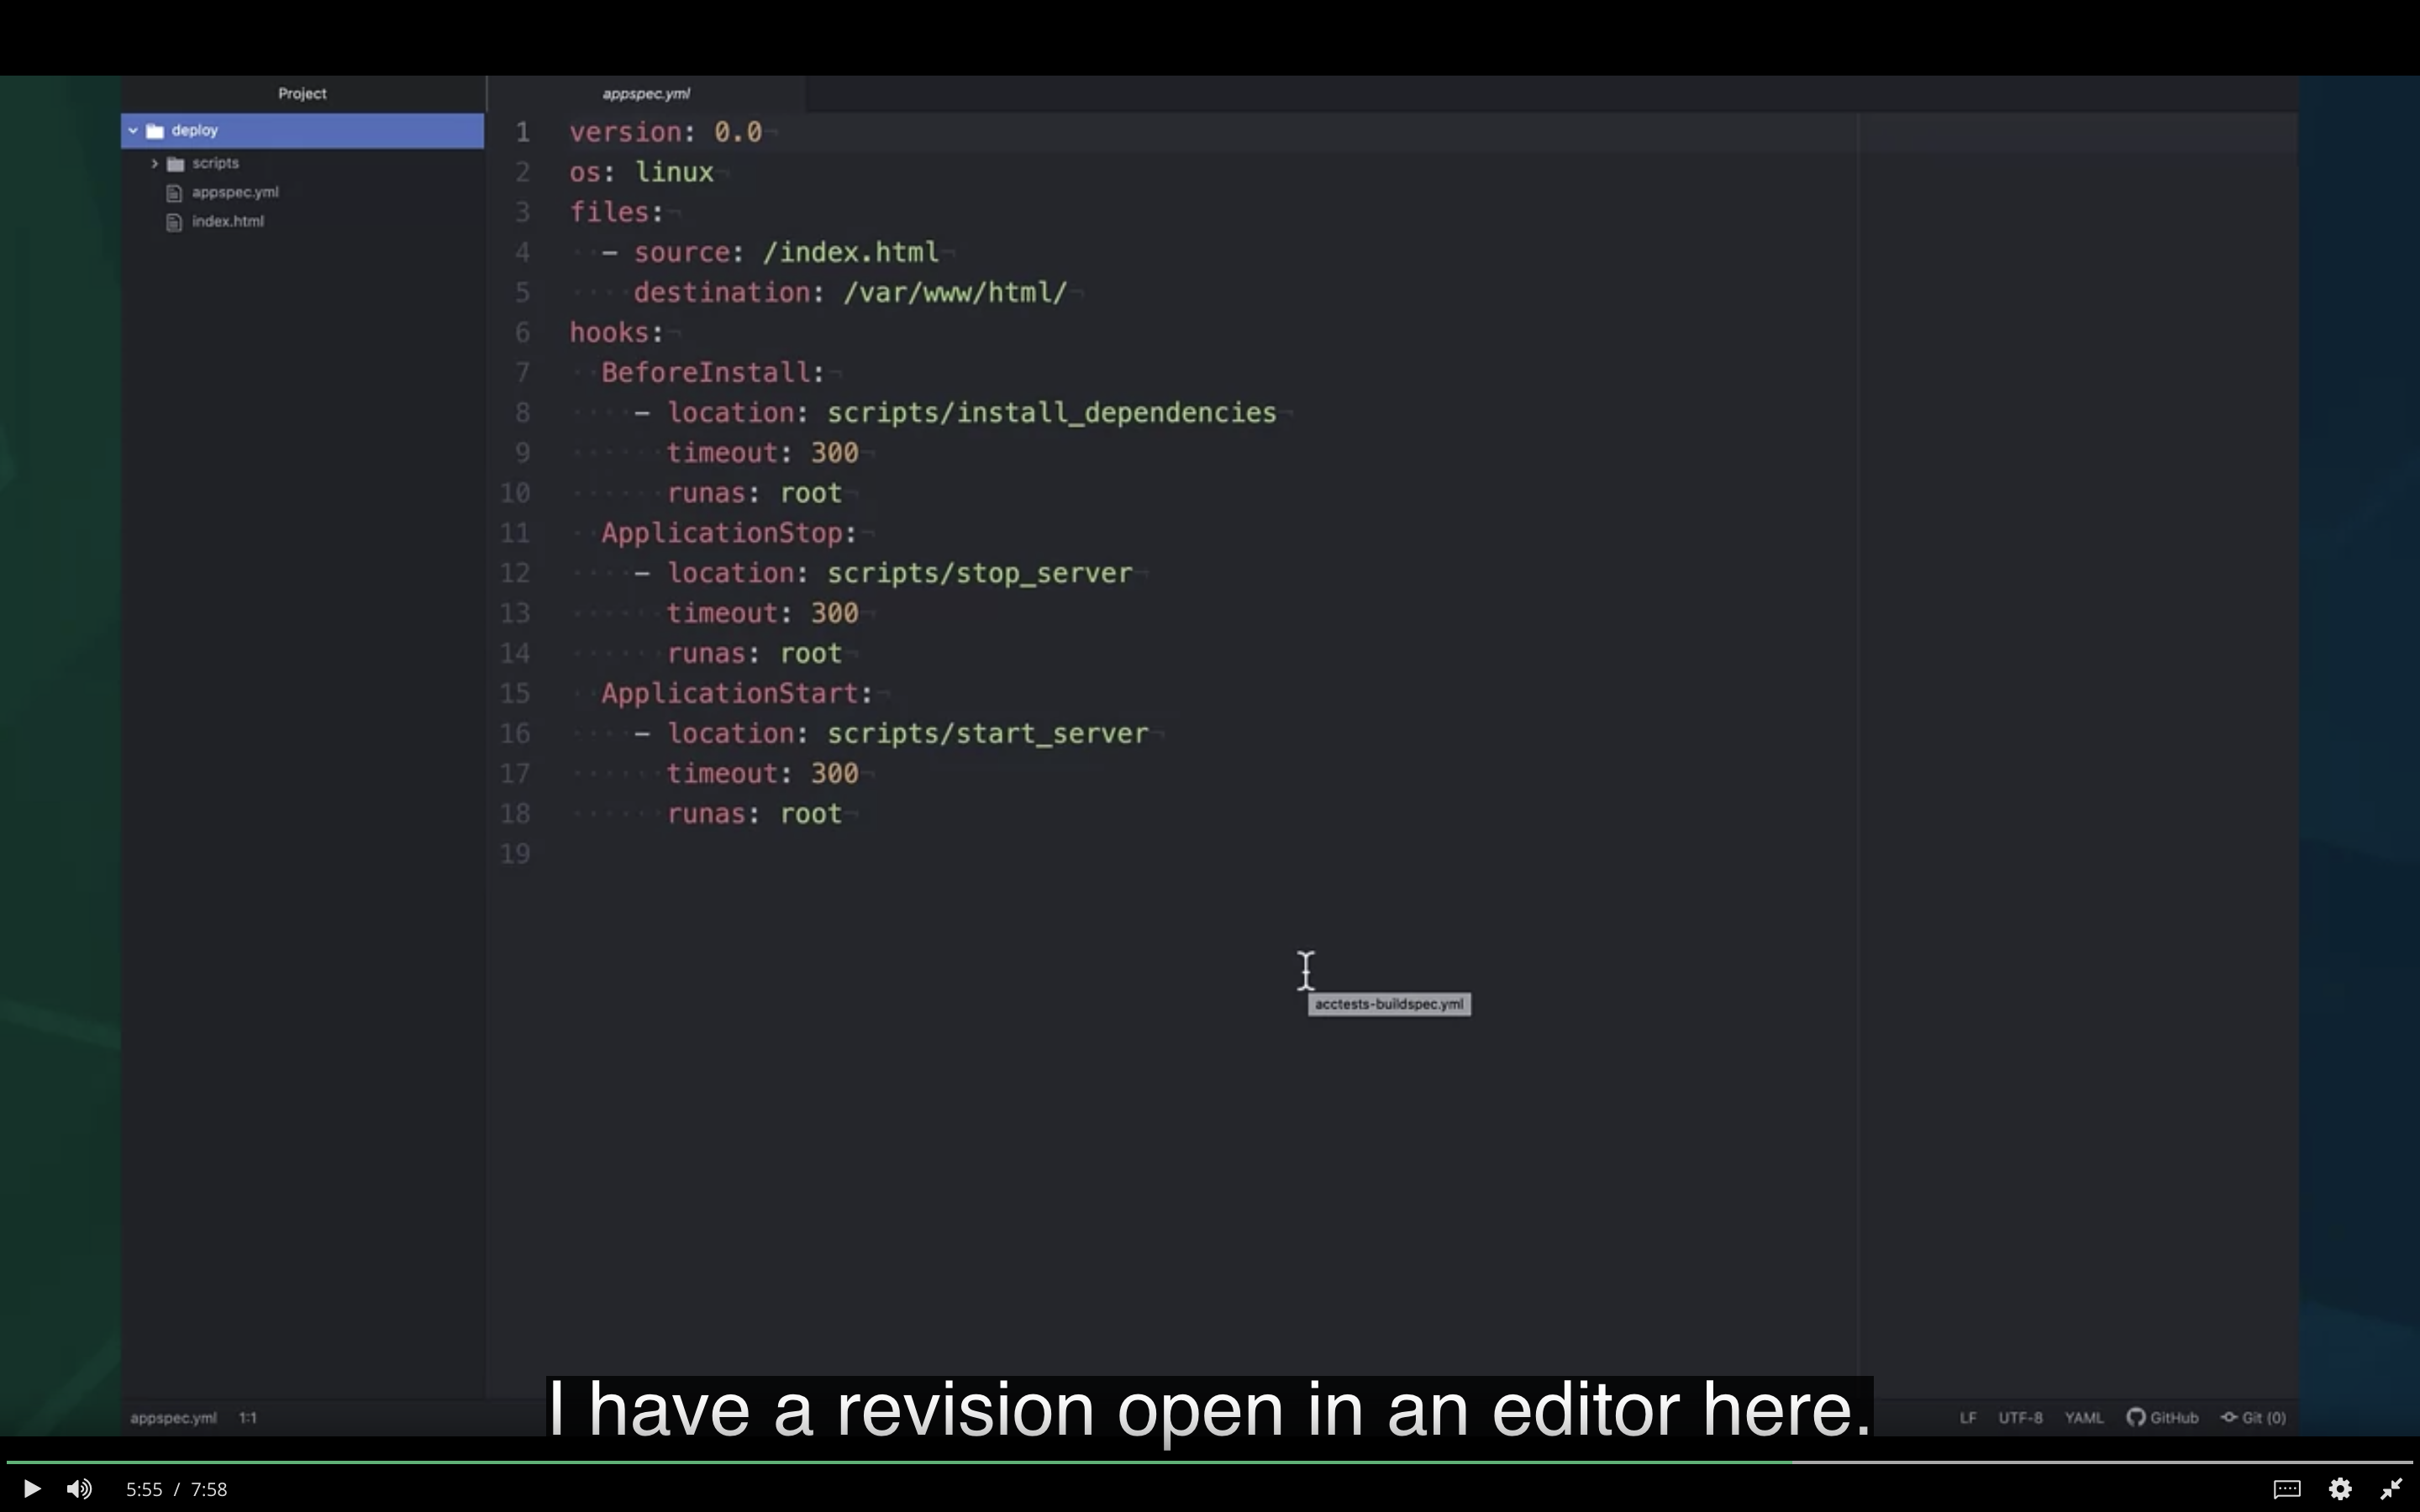 Project
deploy
scripts
appspec.yml
index.html
appspec.yml
1 version: 0.0
2 os: linux
3 files:
4 - source: /index.html
5 destination: /var/www/html/
6 hooks:
7 BeforeInstall:
8 - location: scripts/install_dependencies
9 timeout: 300
10 runas: root
11 ApplicationStop:
12 - location: scripts/stop_server
13 timeout: 300
14 runas: root
15 ApplicationStart:
16 - location: scripts/start_server
17 timeout: 300
18 runas: root
19
acctests-buildspec.yml
I have a revision open in an editor here.
appspec.yml 1:1 LF UTF-8 YAML GitHub Git (0)
5:55 / 7:58